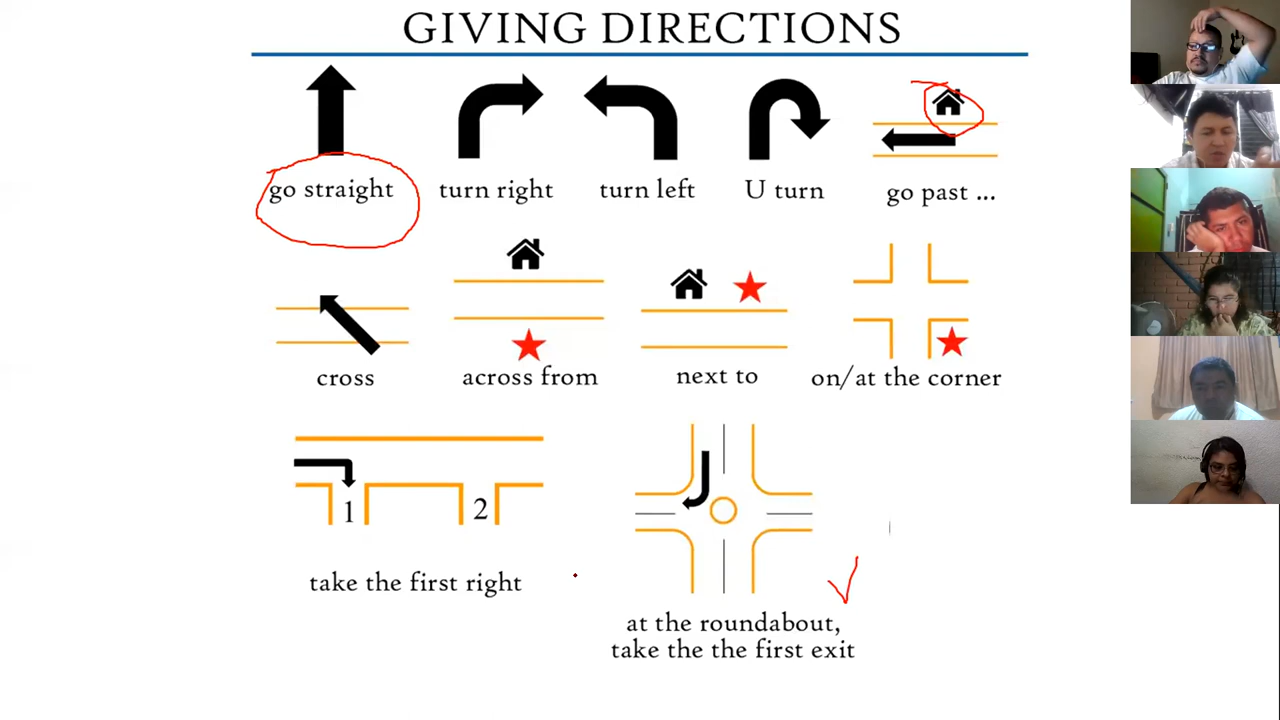 GIVING DIRECTIONS
go straight
turn right
turn left
U turn
go past ...
cross
across from
next to
on/at the corner
1
2
take the first right
at the roundabout,
take the the first exit